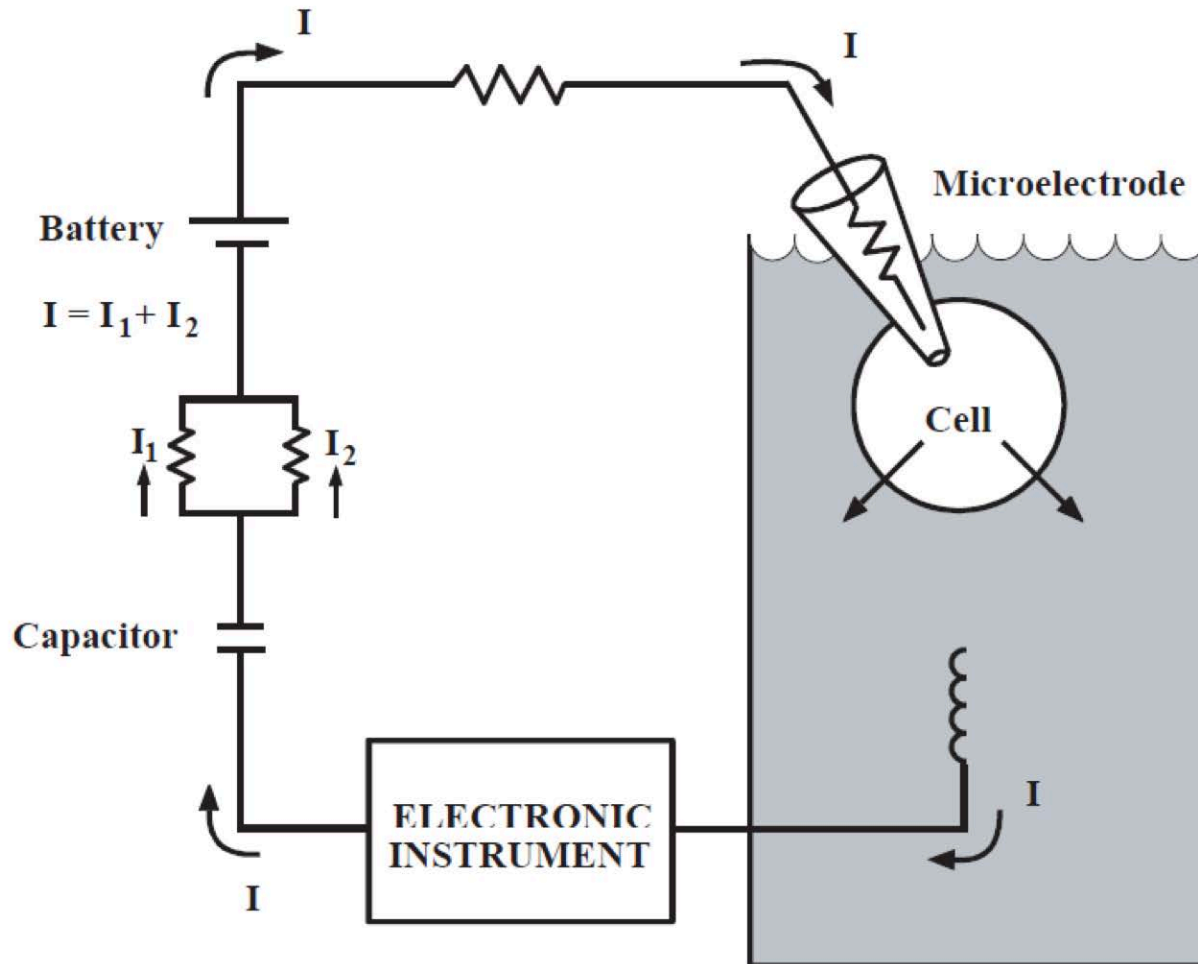 I
I
Microelectrode
Battery
I = I₁ + I₂
I₁
I₂
Cell
Capacitor
I
ELECTRONIC
INSTRUMENT
I